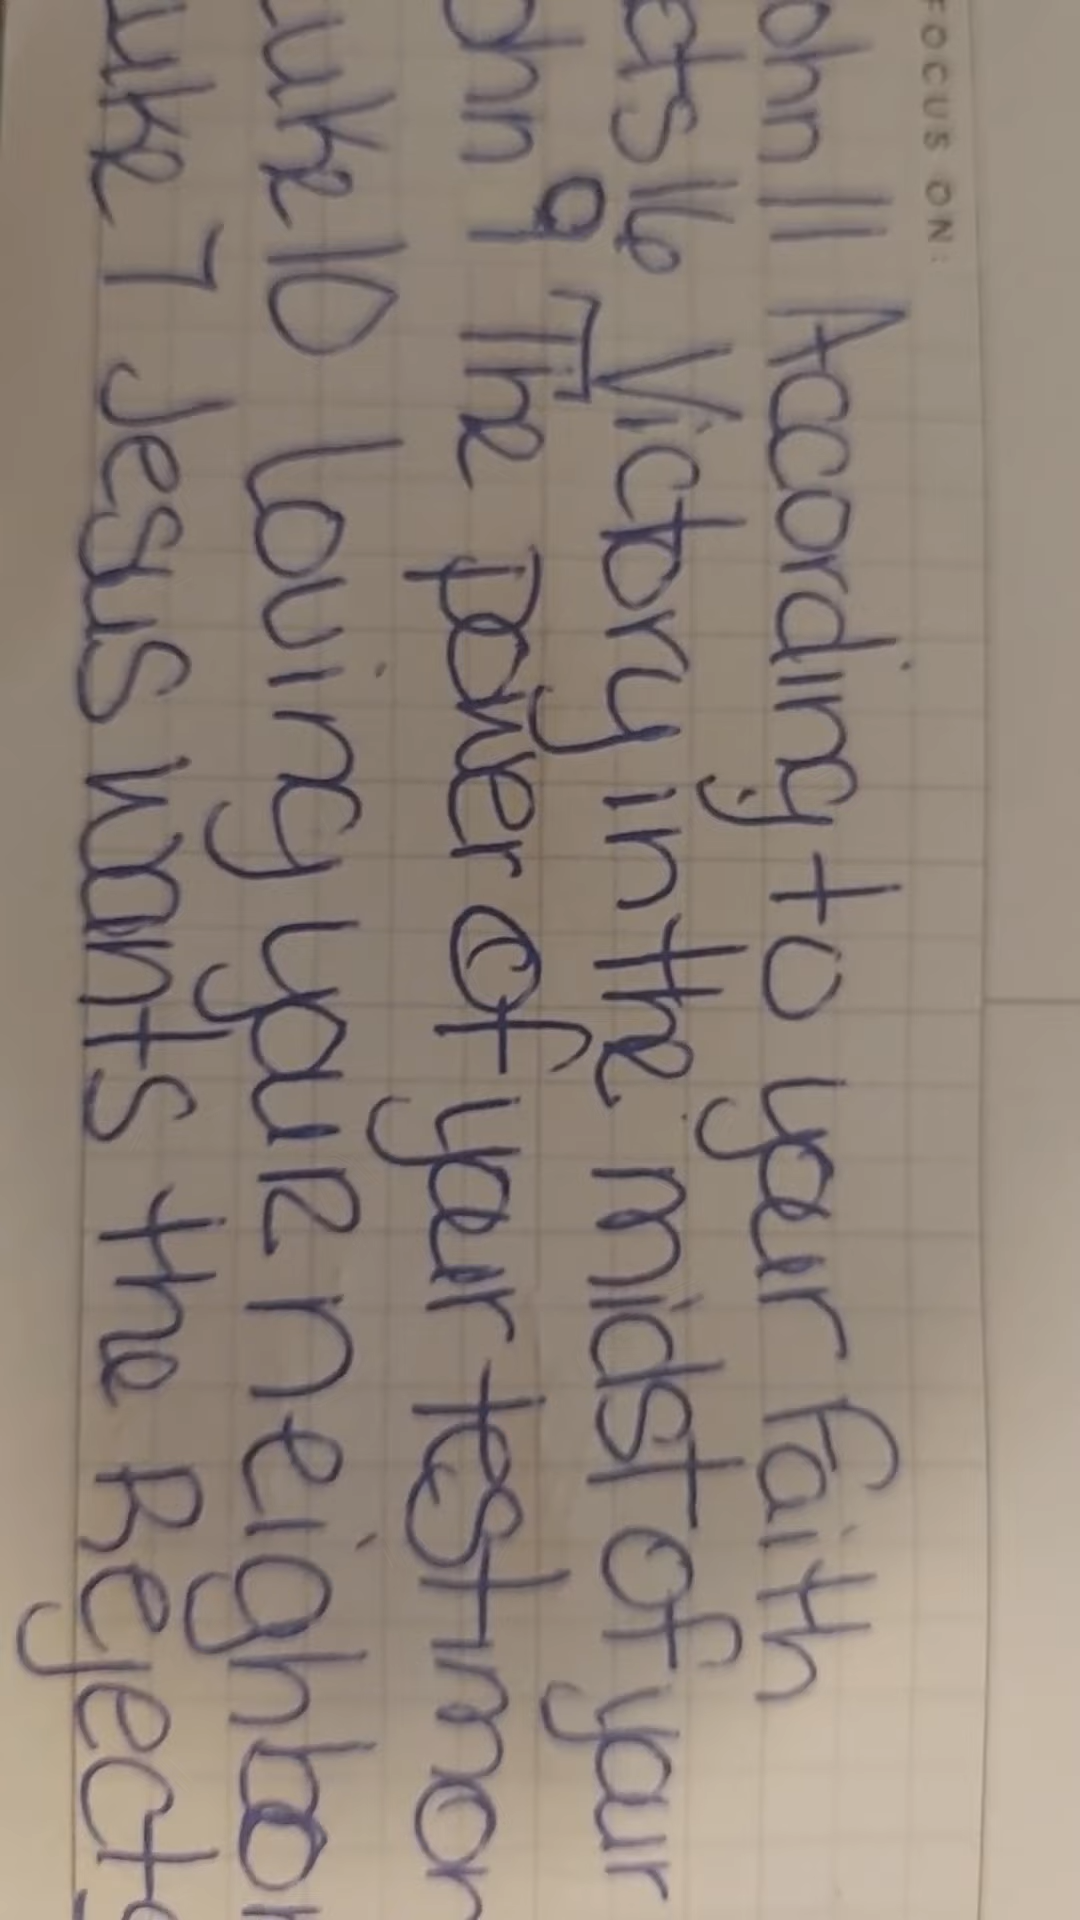 FOCUS ON:
ohn 11 According to your Faith
cts 16 Victory in the midst of your
ohn 9 The power of your testimon
uke 10 loving youR neighbor
uke 7 Jesus wants the Reject